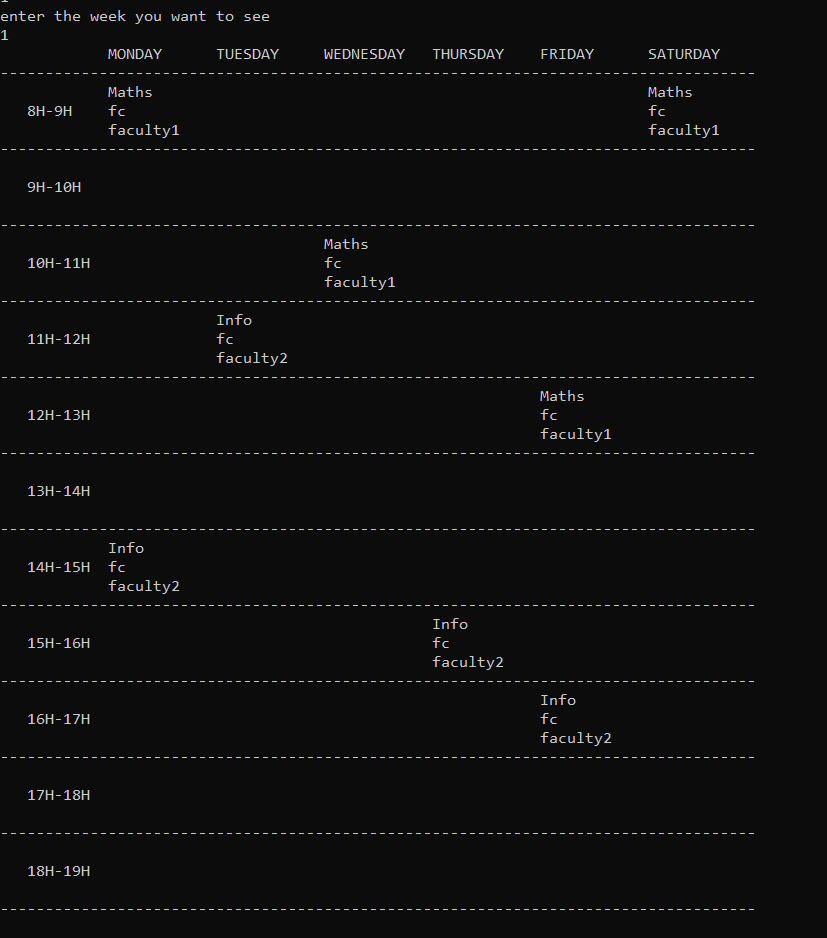 enter the week you want to see
1
MONDAY TUESDAY WEDNESDAY THURSDAY FRIDAY SATURDAY
--------------------------------------------------------------------------------
Maths Maths
8H-9H fc fc
faculty1 faculty1
--------------------------------------------------------------------------------
9H-10H
--------------------------------------------------------------------------------
Maths
10H-11H fc
faculty1
--------------------------------------------------------------------------------
Info
11H-12H fc
faculty2
--------------------------------------------------------------------------------
Maths
12H-13H fc
faculty1
--------------------------------------------------------------------------------
13H-14H
--------------------------------------------------------------------------------
Info
14H-15H fc
faculty2
--------------------------------------------------------------------------------
Info
15H-16H fc
faculty2
--------------------------------------------------------------------------------
Info
16H-17H fc
faculty2
--------------------------------------------------------------------------------
17H-18H
--------------------------------------------------------------------------------
18H-19H
--------------------------------------------------------------------------------